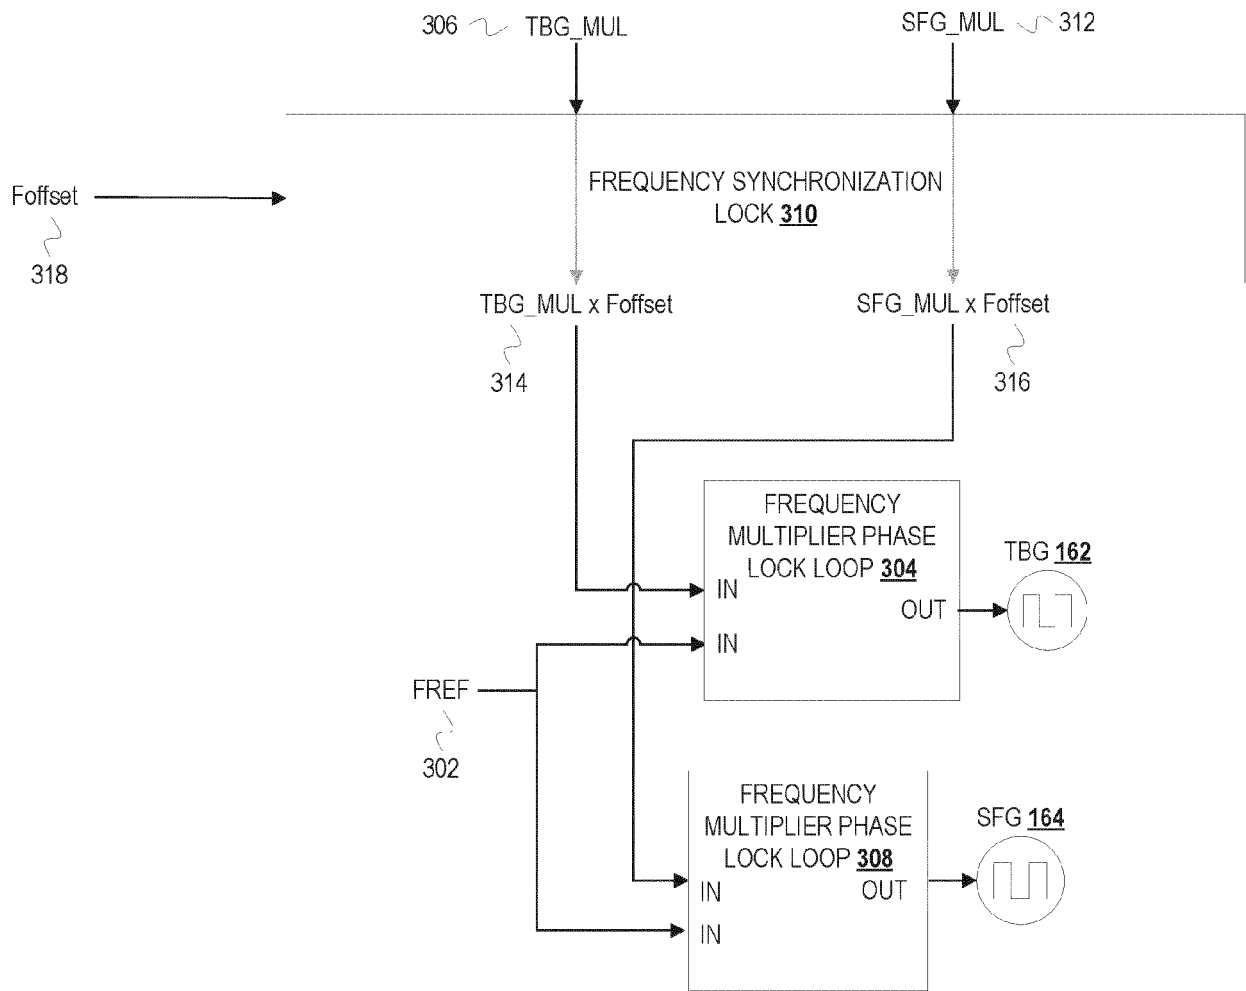 306 TBG_MUL
SFG_MUL 312
Foffset
318
FREQUENCY SYNCHRONIZATION
LOCK 310
TBG_MUL x Foffset
314
SFG_MUL x Foffset
316
FREQUENCY
MULTIPLIER PHASE
LOCK LOOP 304
IN
OUT
IN
TBG 162
FREF
302
FREQUENCY
MULTIPLIER PHASE
LOCK LOOP 308
IN
OUT
IN
SFG 164